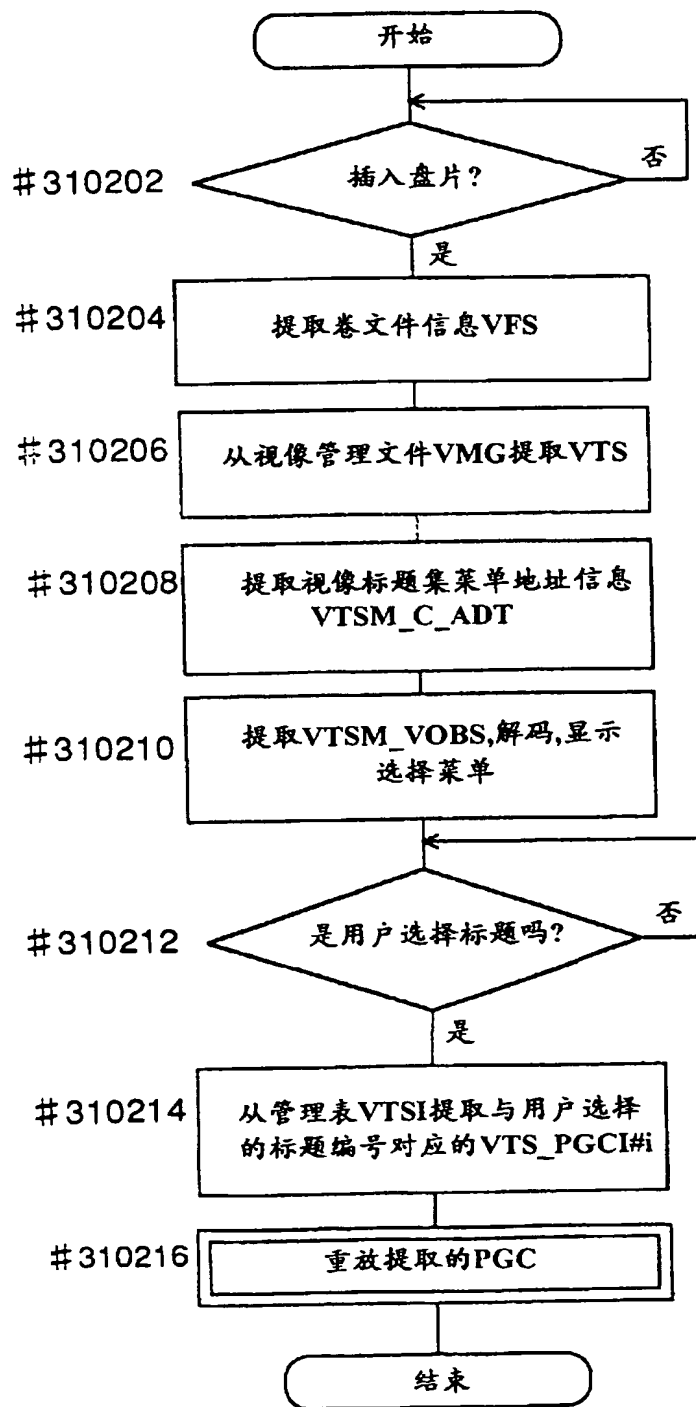 开始
否
#310202
插入盘片?
是
#310204
提取卷文件信息VFS
#310206
从视像管理文件VMG提取VTS
#310208
提取视像标题集菜单地址信息
VTSM_C_ADT
#310210
提取VTSM_VOBS,解码,显示
选择菜单
否
#310212
是用户选择标题吗?
是
#310214
从管理表VTSI提取与用户选择
的标题编号对应的VTS_PGCI#i
#310216
重放提取的PGC
结束